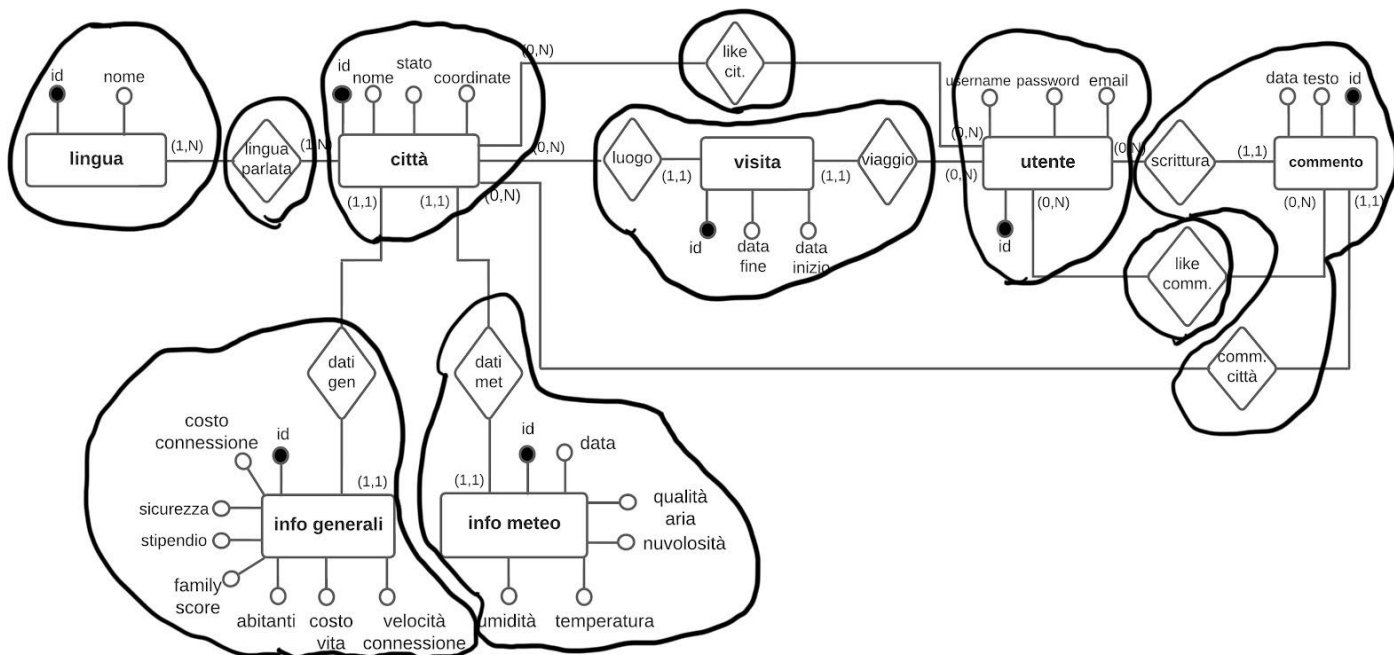 like
cit.
id
nome
lingua
(1,N)
lingua
parlata
(1,N)
id
nome
stato
coordinate
città
(0,N)
(0,N)
(0,N)
(1,1)
(1,1)
luogo
(1,1)
visita
(1,1)
viaggio
id
data
fine
data
inizio
username
password
email
(0,N)
(0,N)
utente
(0,N)
(0,N)
id
scrittura
(1,1)
data
testo
id
commento
(0,N)
(1,1)
like
comm.
comm.
città
dati
gen
dati
met
costo
connessione
id
(1,1)
sicurezza
stipendio
family
score
info generali
abitanti
costo
vita
velocità
connessione
id
data
(1,1)
info meteo
qualità
aria
nuvolosità
umidità
temperatura